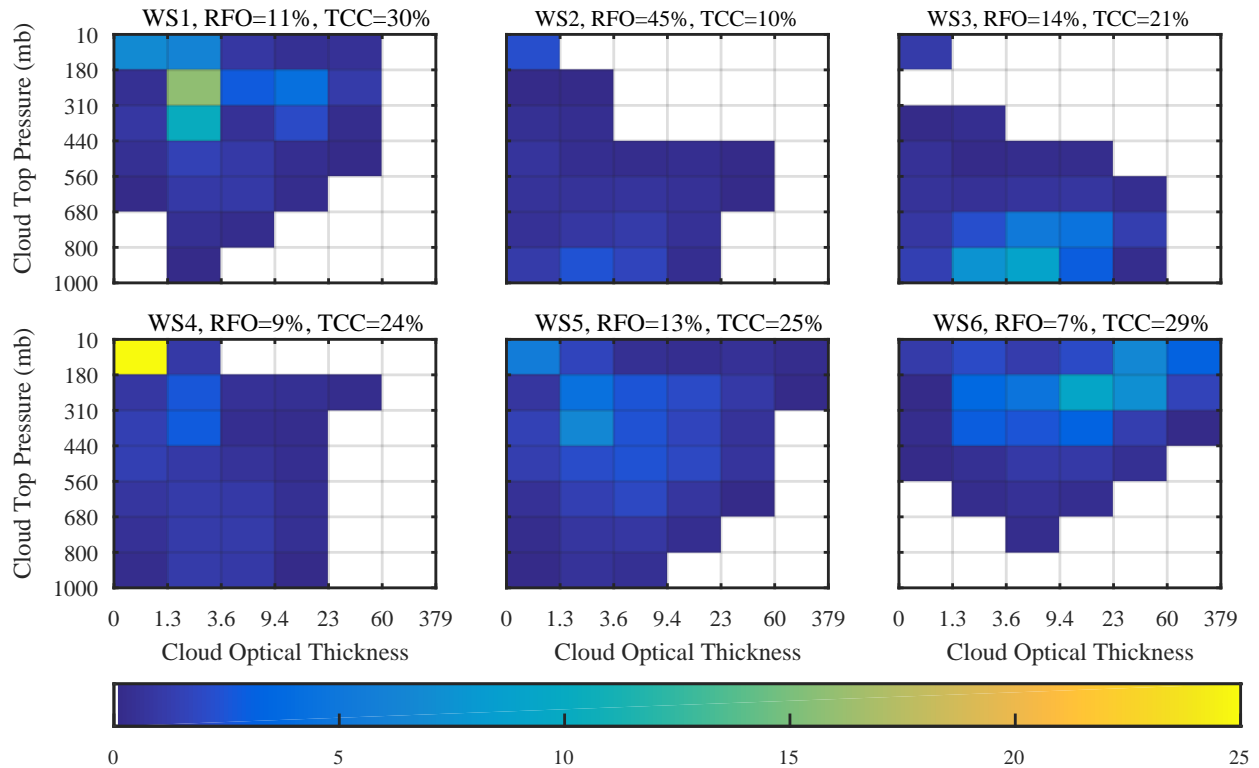 WS1, RFO=11%, TCC=30%
WS2, RFO=45%, TCC=10%
WS3, RFO=14%, TCC=21%
Cloud Top Pressure (mb)
10
180
310
440
560
680
800
1000
WS4, RFO=9%, TCC=24%
WS5, RFO=13%, TCC=25%
WS6, RFO=7%, TCC=29%
Cloud Top Pressure (mb)
10
180
310
440
560
680
800
1000
0 1.3 3.6 9.4 23 60 379
0 1.3 3.6 9.4 23 60 379
0 1.3 3.6 9.4 23 60 379
Cloud Optical Thickness
Cloud Optical Thickness
Cloud Optical Thickness
0 5 10 15 20 25